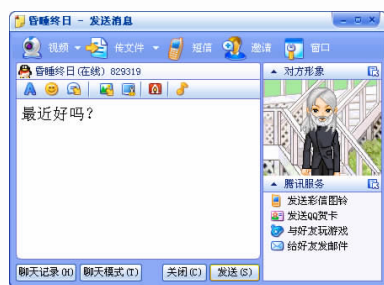 昏睡终日 - 发送消息
视频 传文件 短信 邀请 窗口
昏睡终日(在线) 829319
对方形象
最近好吗？
腾讯服务
发送彩信图铃
发送QQ贺卡
与好友玩游戏
给好友发邮件
聊天记录(H) 聊天模式(T) 关闭(C) 发送(S)